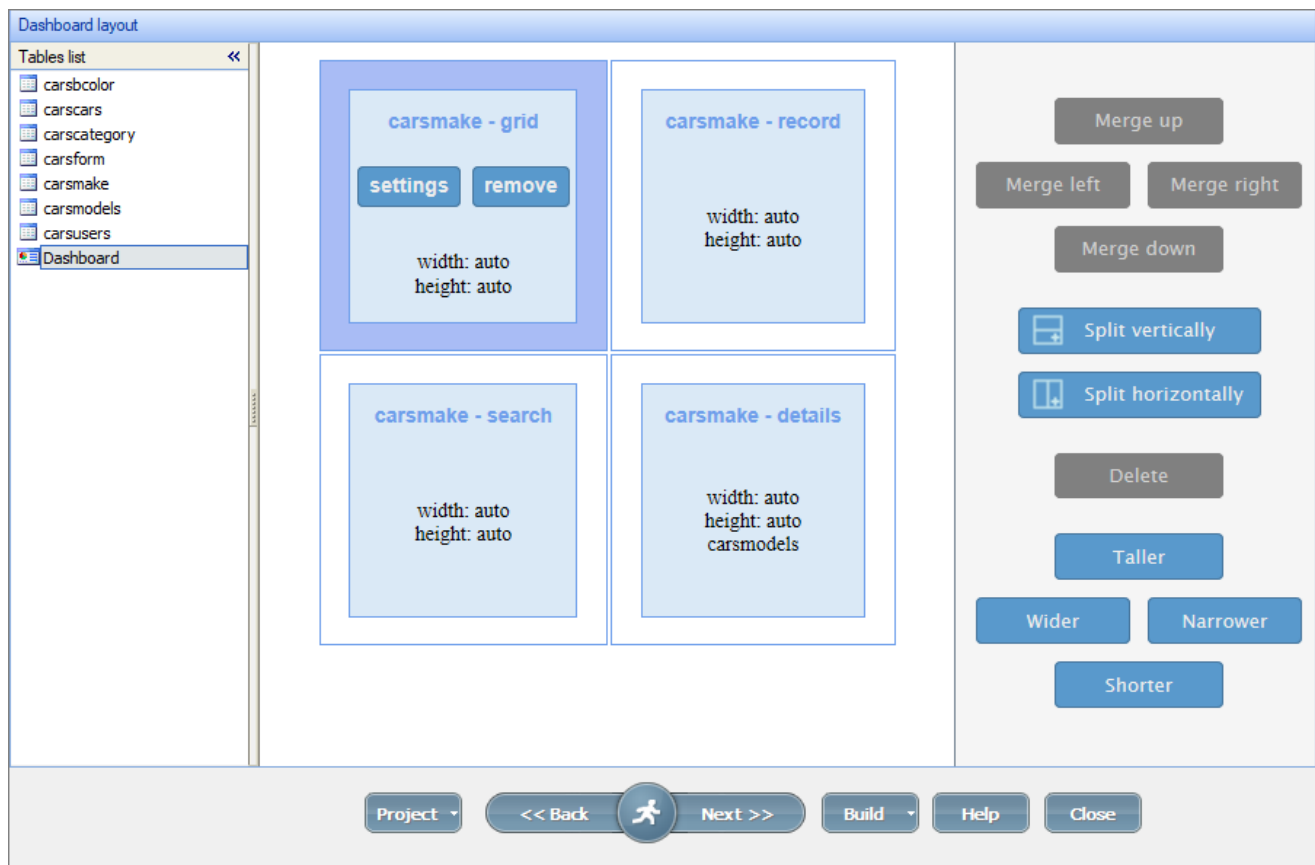 Dashboard layout
Tables list
carsbcolor
carscars
carscategory
carsform
carsmake
carsmodels
carsusers
Dashboard
carsmake - grid
settings remove
width: auto
height: auto
carsmake - record
width: auto
height: auto
carsmake - search
width: auto
height: auto
carsmake - details
width: auto
height: auto
carsmodels
Merge up
Merge left Merge right
Merge down
Split vertically
Split horizontally
Delete
Taller
Wider Narrower
Shorter
Project << Back Next >> Build Help Close